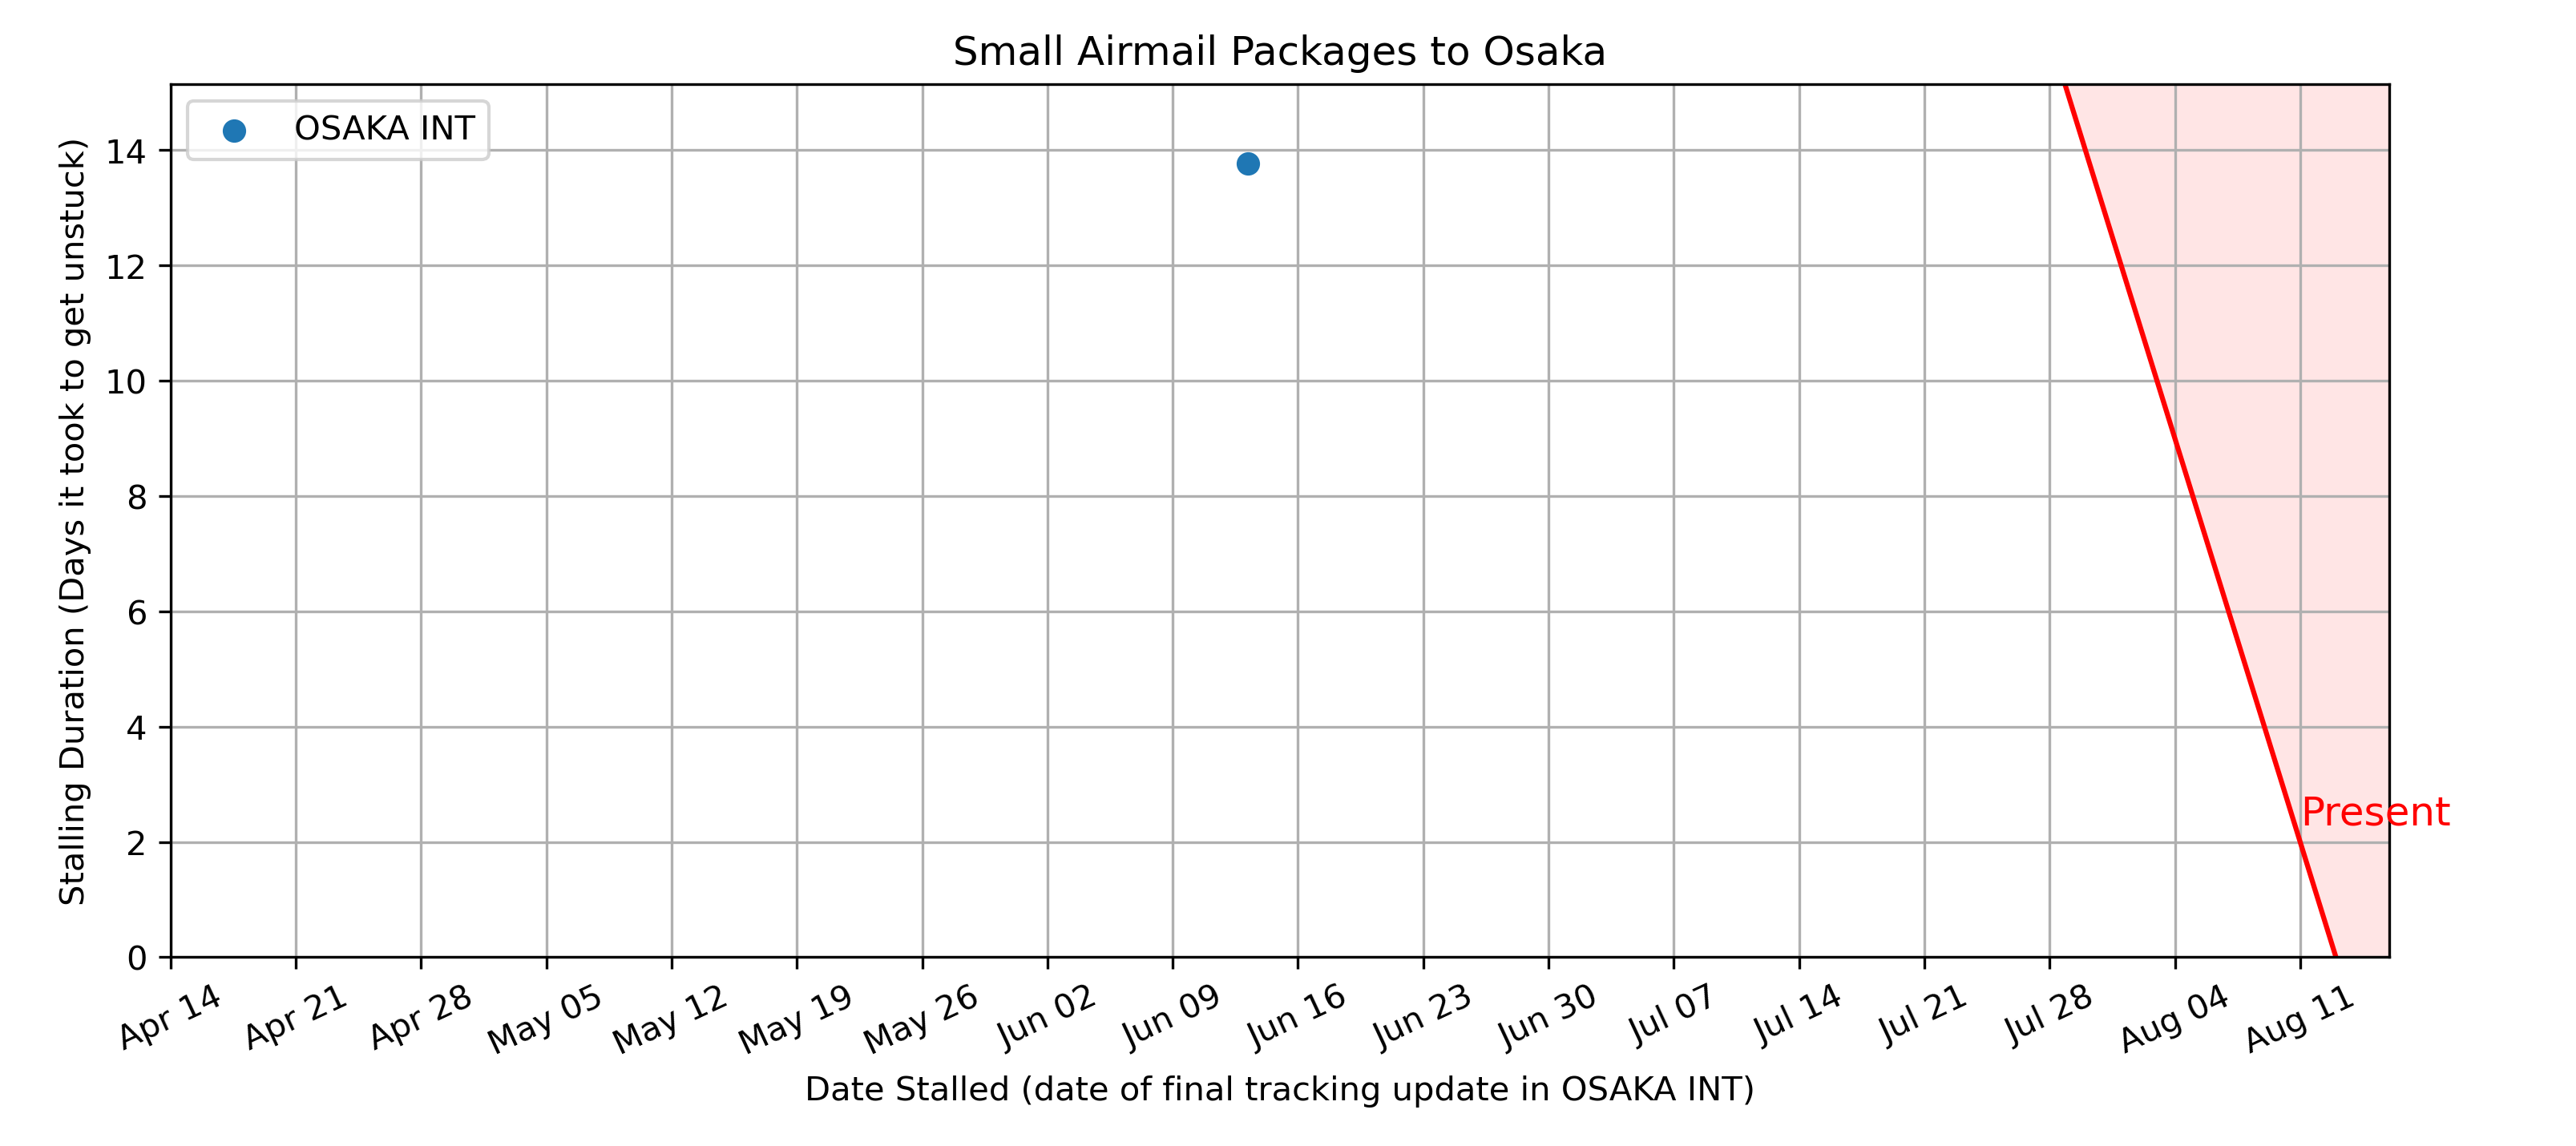 Small Airmail Packages to Osaka
OSAKA INT
Stalling Duration (Days it took to get unstuck)
14
12
10
8
6
4
2
0
Present
Apr 14
Apr 21
Apr 28
May 05
May 12
May 19
May 26
Jun 02
Jun 09
Jun 16
Jun 23
Jun 30
Jul 07
Jul 14
Jul 21
Jul 28
Aug 04
Aug 11
Date Stalled (date of final tracking update in OSAKA INT)